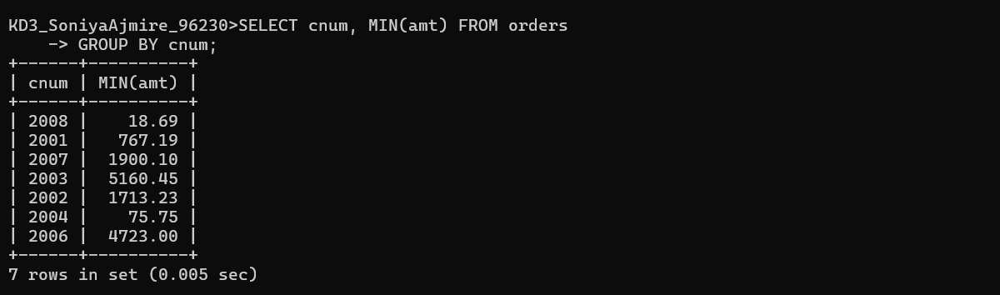 KD3_SoniyaAjmire_96230>SELECT cnum, MIN(amt) FROM orders
    -> GROUP BY cnum;
+------+----------+
| cnum | MIN(amt) |
+------+----------+
| 2008 |    18.69 |
| 2001 |   767.19 |
| 2007 |  1900.10 |
| 2003 |  5160.45 |
| 2002 |  1713.23 |
| 2004 |    75.75 |
| 2006 |  4723.00 |
+------+----------+
7 rows in set (0.005 sec)